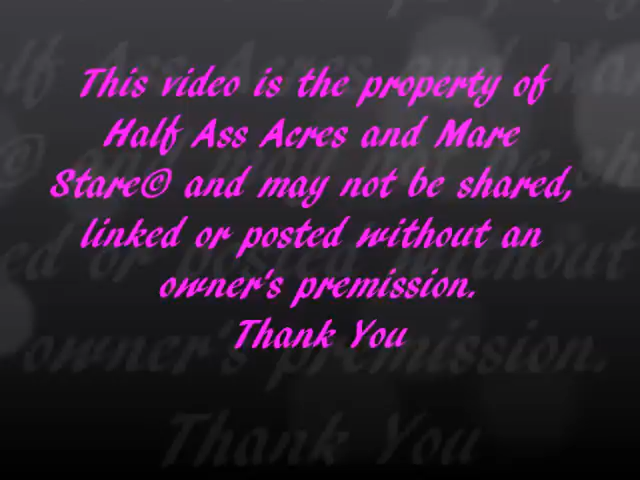 This video is the property of
Half Ass Acres and Mare
Stare© and may not be shared,
linked or posted without an
owner's premission.
Thank You